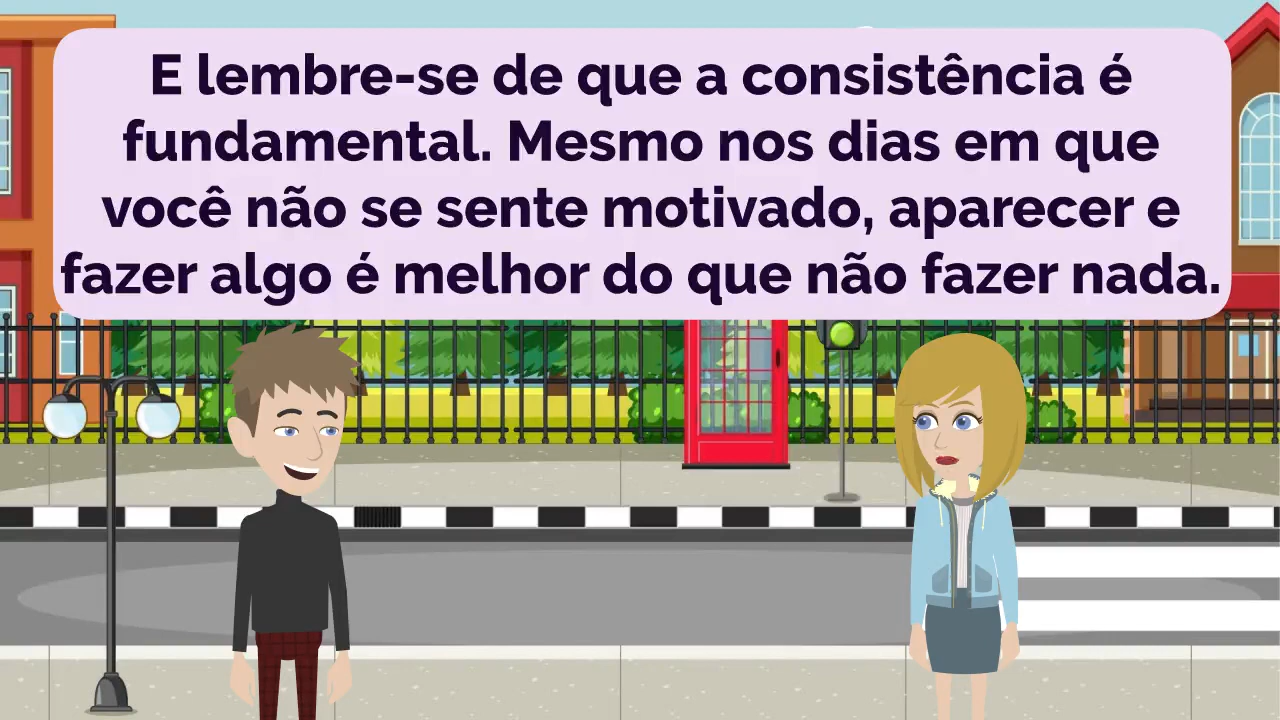 E lembre-se de que a consistência é
fundamental. Mesmo nos dias em que
você não se sente motivado, aparecer e
fazer algo é melhor do que não fazer nada.